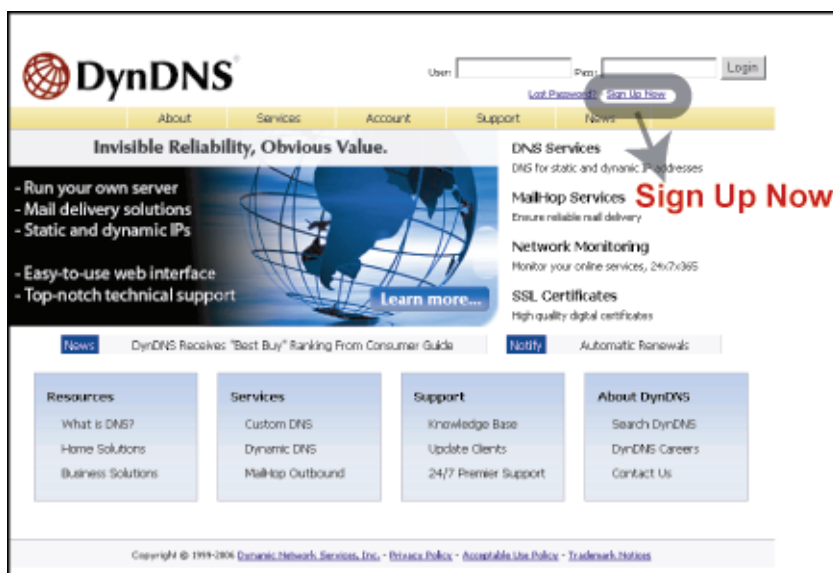 DynDNS
User:
Pass:
Login
Lost Password? - Sign Up Now
About Services Account Support News
Sign Up Now
Invisible Reliability, Obvious Value.
- Run your own server
- Mail delivery solutions
- Static and dynamic IPs
- Easy-to-use web interface
- Top-notch technical support
Learn more...
DNS Services
DNS for static and dynamic IP addresses
MailHop Services
Ensure reliable mail delivery
Network Monitoring
Monitor your online services, 24x7x365
SSL Certificates
High quality digital certificates
News DynDNS Receives "Best Buy" Ranking From Consumer Guide
Notify Automatic Renewals
Resources
What is DNS?
Home Solutions
Business Solutions
Services
Custom DNS
Dynamic DNS
MailHop Outbound
Support
Knowledge Base
Update Clients
24/7 Premier Support
About DynDNS
Search DynDNS
DynDNS Careers
Contact Us
Copyright © 1999-2006 Dynamic Network Services, Inc. - Privacy Policy - Acceptable Use Policy - Trademark Notices